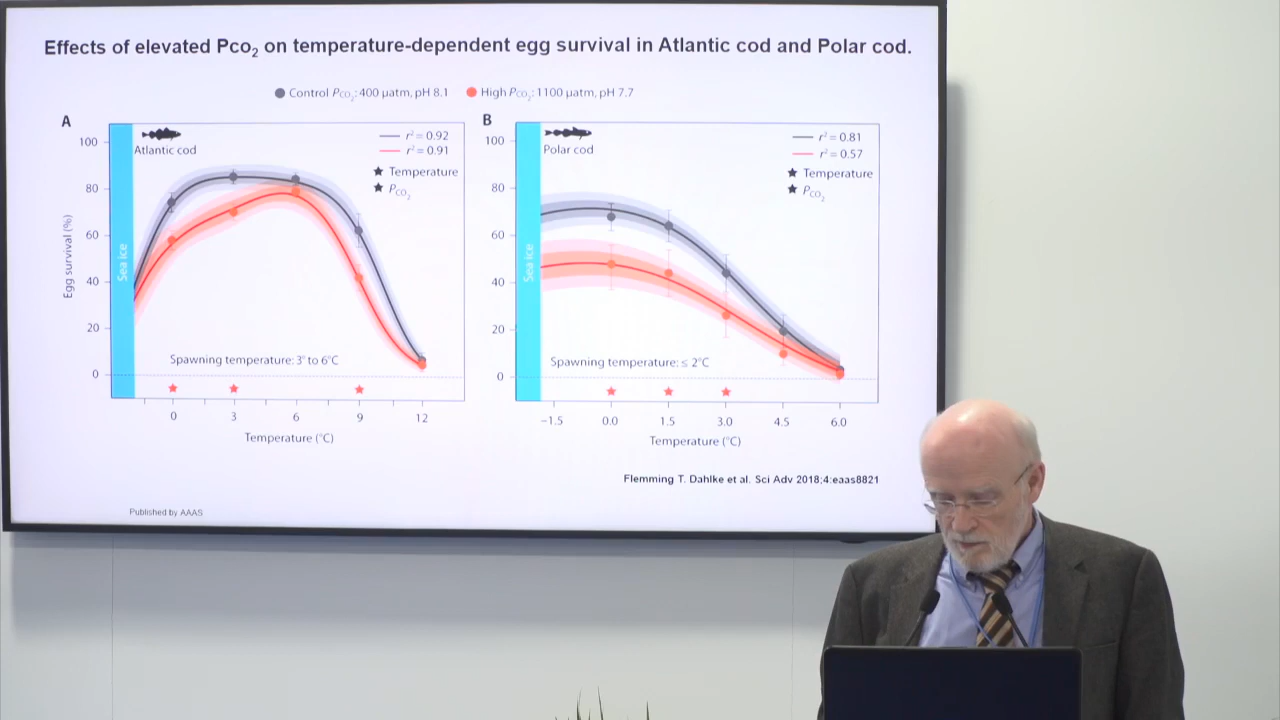 Effects of elevated Pco₂ on temperature-dependent egg survival in Atlantic cod and Polar cod.
Control Pco₂: 400 µatm, pH 8.1
High Pco₂: 1100 µatm, pH 7.7
A
Atlantic cod
r² = 0.92
r² = 0.91
★ Temperature
★ PCO₂
Sea ice
Egg survival (%)
100
80
60
40
20
0
Spawning temperature: 3° to 6°C
0 3 6 9 12
Temperature (°C)
B
Polar cod
r² = 0.81
r² = 0.57
★ Temperature
★ PCO₂
Sea ice
100
80
60
40
20
0
Spawning temperature: ≤ 2°C
−1.5 0.0 1.5 3.0 4.5 6.0
Temperature (°C)
Flemming T. Dahlke et al. Sci Adv 2018;4:eaas8821
Published by AAAS